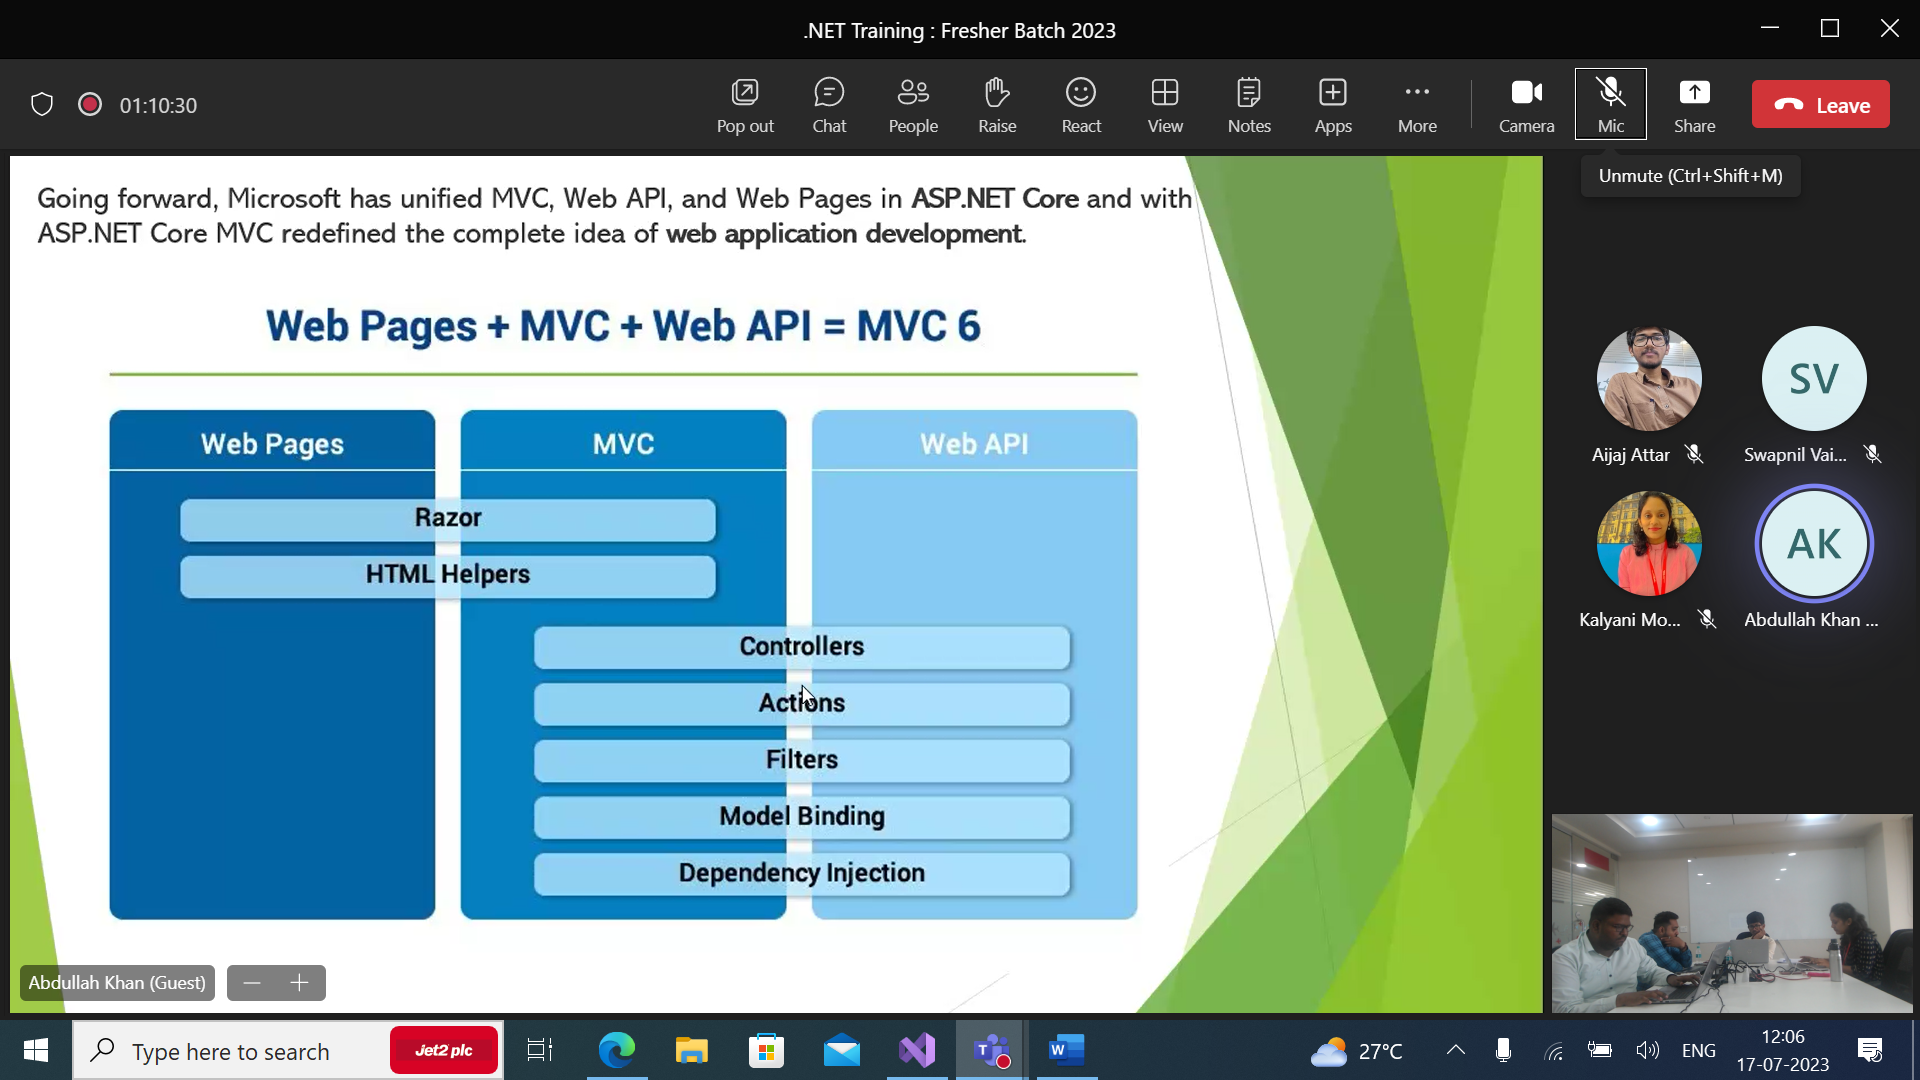 .NET Training : Fresher Batch 2023
01:10:30
Pop out
Chat
People
Raise
React
View
Notes
Apps
More
Camera
Mic
Share
Leave
Unmute (Ctrl+Shift+M)
Going forward, Microsoft has unified MVC, Web API, and Web Pages in ASP.NET Core and with
ASP.NET Core MVC redefined the complete idea of web application development.
Web Pages + MVC + Web API = MVC 6
Web Pages
MVC
Web API
Razor
HTML Helpers
Controllers
Actions
Filters
Model Binding
Dependency Injection
SV
Aijaj Attar
Swapnil Vai...
AK
Kalyani Mo...
Abdullah Khan ...
Abdullah Khan (Guest)
Type here to search
Jet2 plc
T
W
27°C
ENG
12:06
17-07-2023